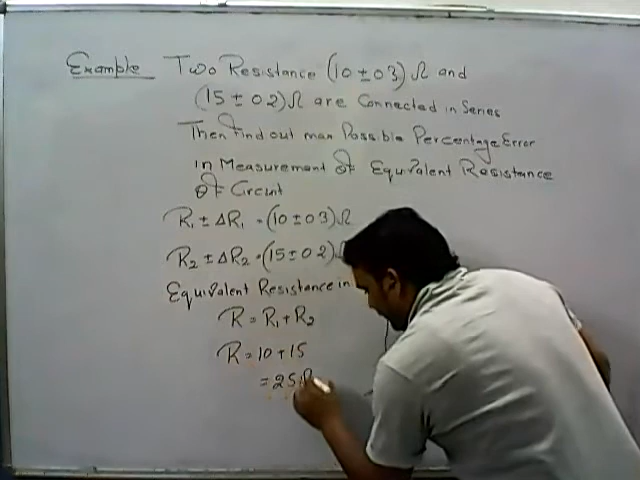 Example Two Resistance (10 ± 0.3) Ω and
(15 ± 0.2) Ω are Connected in Series
Then find out max Possible Percentage Error
in Measurement of Equivalent Resistance
of Circuit
R₁ ± ΔR₁ = (10 ± 0.3) Ω
R₂ ± ΔR₂ = (15 ± 0.2) Ω
Equivalent Resistance in
R = R₁ + R₂
R = 10 + 15
= 25 Ω